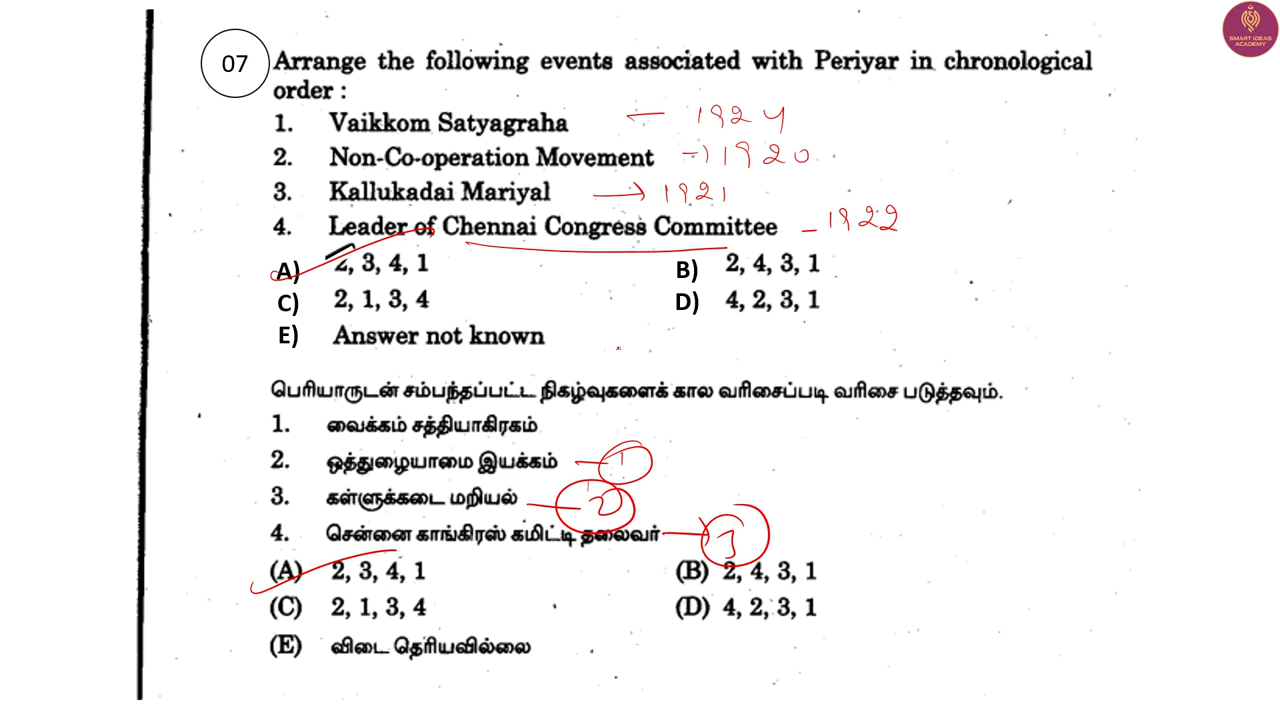 SMART IDEAS
ACADEMY
07 Arrange the following events associated with Periyar in chronological
order :
1. Vaikkom Satyagraha ← 1924
2. Non-Co-operation Movement → 1920
3. Kallukadai Mariyal → 1921
4. Leader of Chennai Congress Committee - 1922
A) 2, 3, 4, 1 B) 2, 4, 3, 1
C) 2, 1, 3, 4 D) 4, 2, 3, 1
E) Answer not known
பெரியாருடன் சம்பந்தப்பட்ட நிகழ்வுகளைக் கால வரிசைப்படி வரிசை படுத்தவும்.
1. வைக்கம் சத்தியாகிரகம்
2. ஒத்துழையாமை இயக்கம் - 1
3. கள்ளுக்கடை மறியல் - 2
4. சென்னை காங்கிரஸ் கமிட்டி தலைவர் → 3
(A) 2, 3, 4, 1 (B) 2, 4, 3, 1
(C) 2, 1, 3, 4 (D) 4, 2, 3, 1
(E) விடை தெரியவில்லை